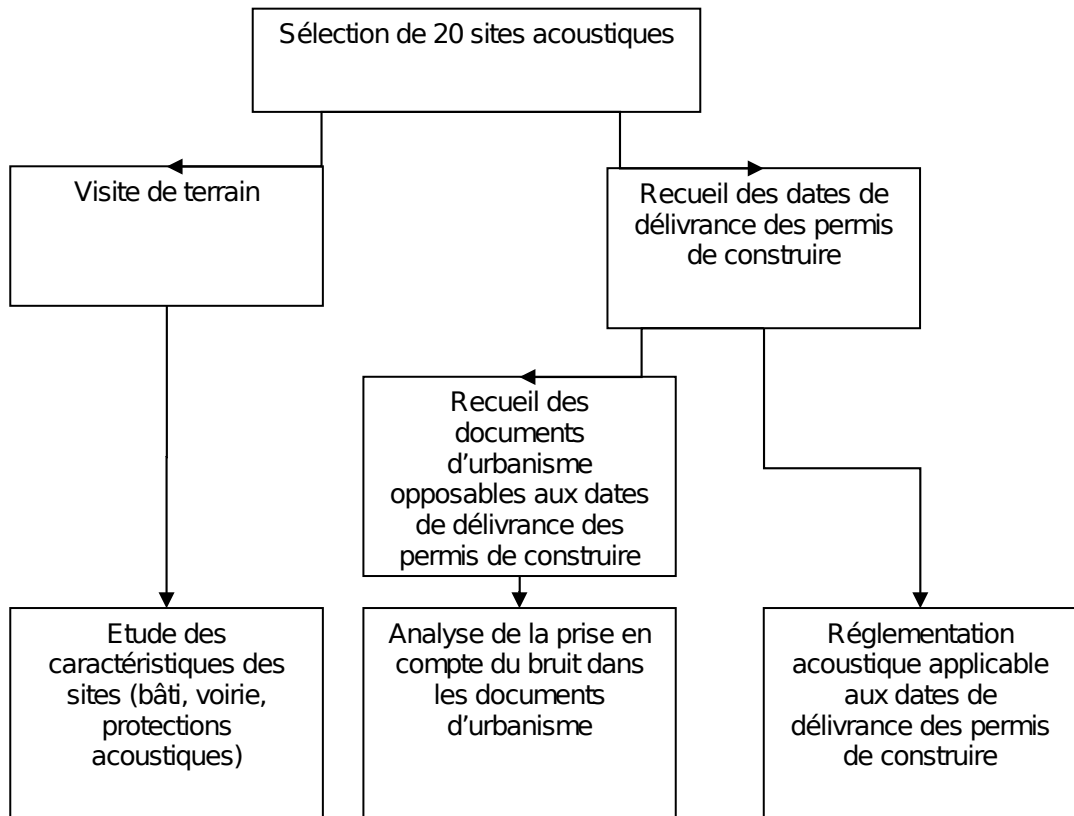 Sélection de 20 sites acoustiques
Visite de terrain
Recueil des dates de
délivrance des permis
de construire
Recueil des
documents
d’urbanisme
opposables aux dates
de délivrance des
permis de construire
Etude des
caractéristiques des
sites (bâti, voirie,
protections
acoustiques)
Analyse de la prise en
compte du bruit dans
les documents
d’urbanisme
Réglementation
acoustique applicable
aux dates de
délivrance des permis
de construire